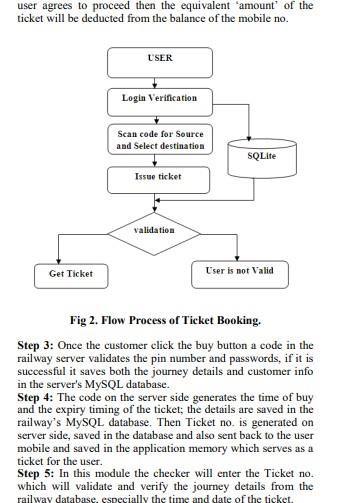 user agrees to proceed then the equivalent 'amount' of the
ticket will be deducted from the balance of the mobile no.
USER
Login Verification
Scan code for Source
and Select destination
SQLite
Issue ticket
validation
Get Ticket
User is not Valid
Fig 2. Flow Process of Ticket Booking.
Step 3: Once the customer click the buy button a code in the
railway server validates the pin number and passwords, if it is
successful it saves both the journey details and customer info
in the server's MySQL database.
Step 4: The code on the server side generates the time of buy
and the expiry timing of the ticket; the details are saved in the
railway's MySQL database. Then Ticket no. is generated on
server side, saved in the database and also sent back to the user
mobile and saved in the application memory which serves as a
ticket for the user.
Step 5: In this module the checker will enter the Ticket no.
which will validate and verify the journey details from the
railway database, especially the time and date of the ticket.